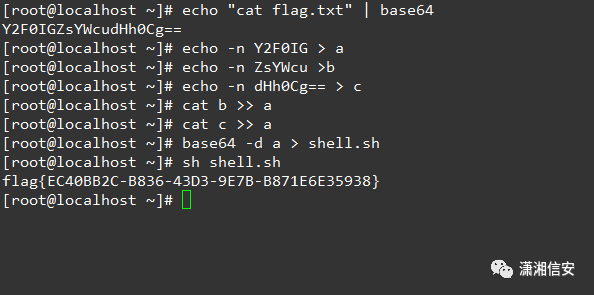 [root@localhost ~]# echo "cat flag.txt" | base64
Y2F0IGZsYWcudHh0Cg==
[root@localhost ~]# echo -n Y2F0IG > a
[root@localhost ~]# echo -n ZsYWcu >b
[root@localhost ~]# echo -n dHh0Cg== > c
[root@localhost ~]# cat b >> a
[root@localhost ~]# cat c >> a
[root@localhost ~]# base64 -d a > shell.sh
[root@localhost ~]# sh shell.sh
flag{EC40BB2C-B836-43D3-9E7B-B871E6E35938}
[root@localhost ~]#
潇湘信安